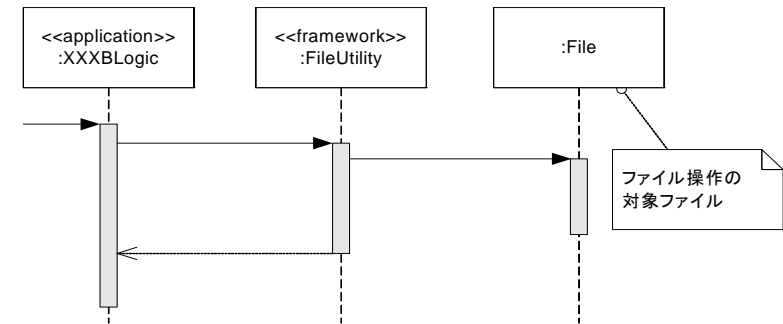 <<application>>
:XXXBLogic
<<framework>>
:FileUtility
:File
ファイル操作の
対象ファイル